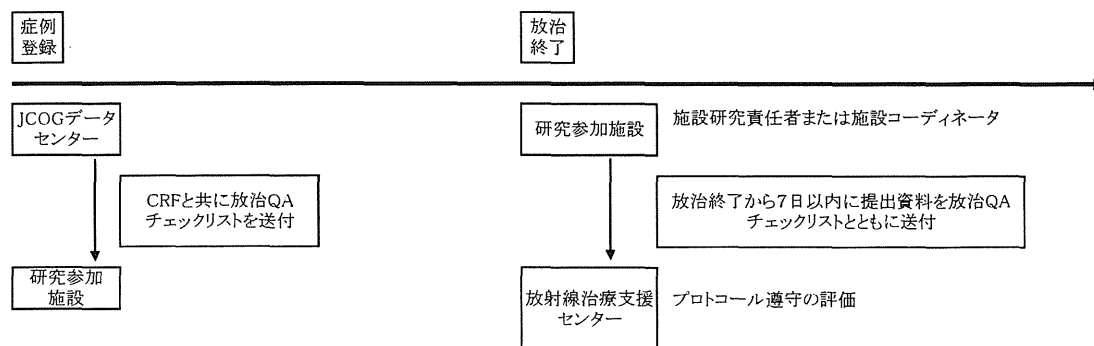 症例
登録
放治
終了
JCOGデータ
センター
研究参加施設
施設研究責任者または施設コーディネータ
CRFと共に放治QA
チェックリストを送付
放治終了から7日以内に提出資料を放治QA
チェックリストとともに送付
研究参加
施設
放射線治療支援
センター
プロトコール遵守の評価